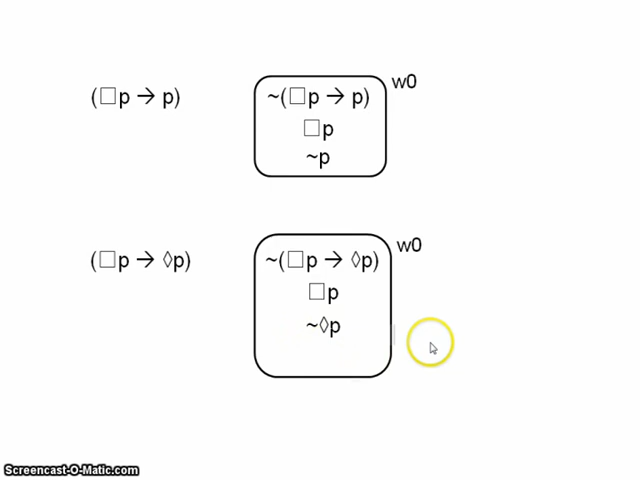 (□p → p)
~(□p → p)
w0
□p
~p
(□p → ◊p)
~(□p → ◊p)
w0
□p
~◊p
Screencast-O-Matic.com